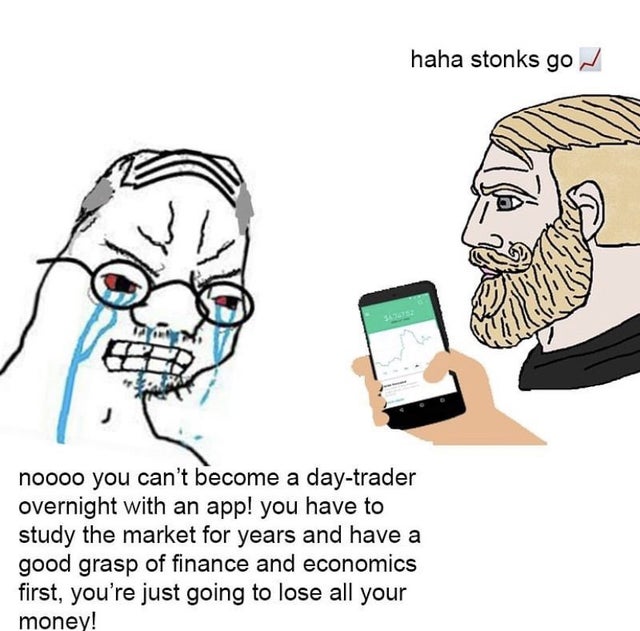 haha stonks go 📈
noooo you can't become a day-trader
overnight with an app! you have to
study the market for years and have a
good grasp of finance and economics
first, you're just going to lose all your
money!